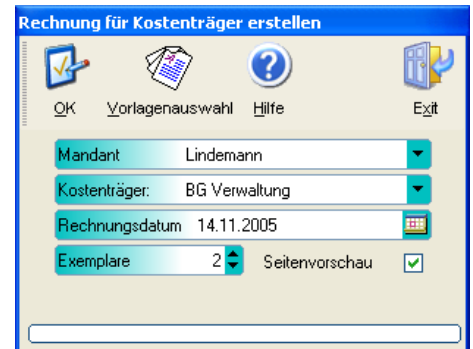 Rechnung für Kostenträger erstellen
OK Vorlagenauswahl Hilfe Exit
Mandant Lindemann
Kostenträger: BG Verwaltung
Rechnungsdatum 14.11.2005
Exemplare 2 Seitenvorschau